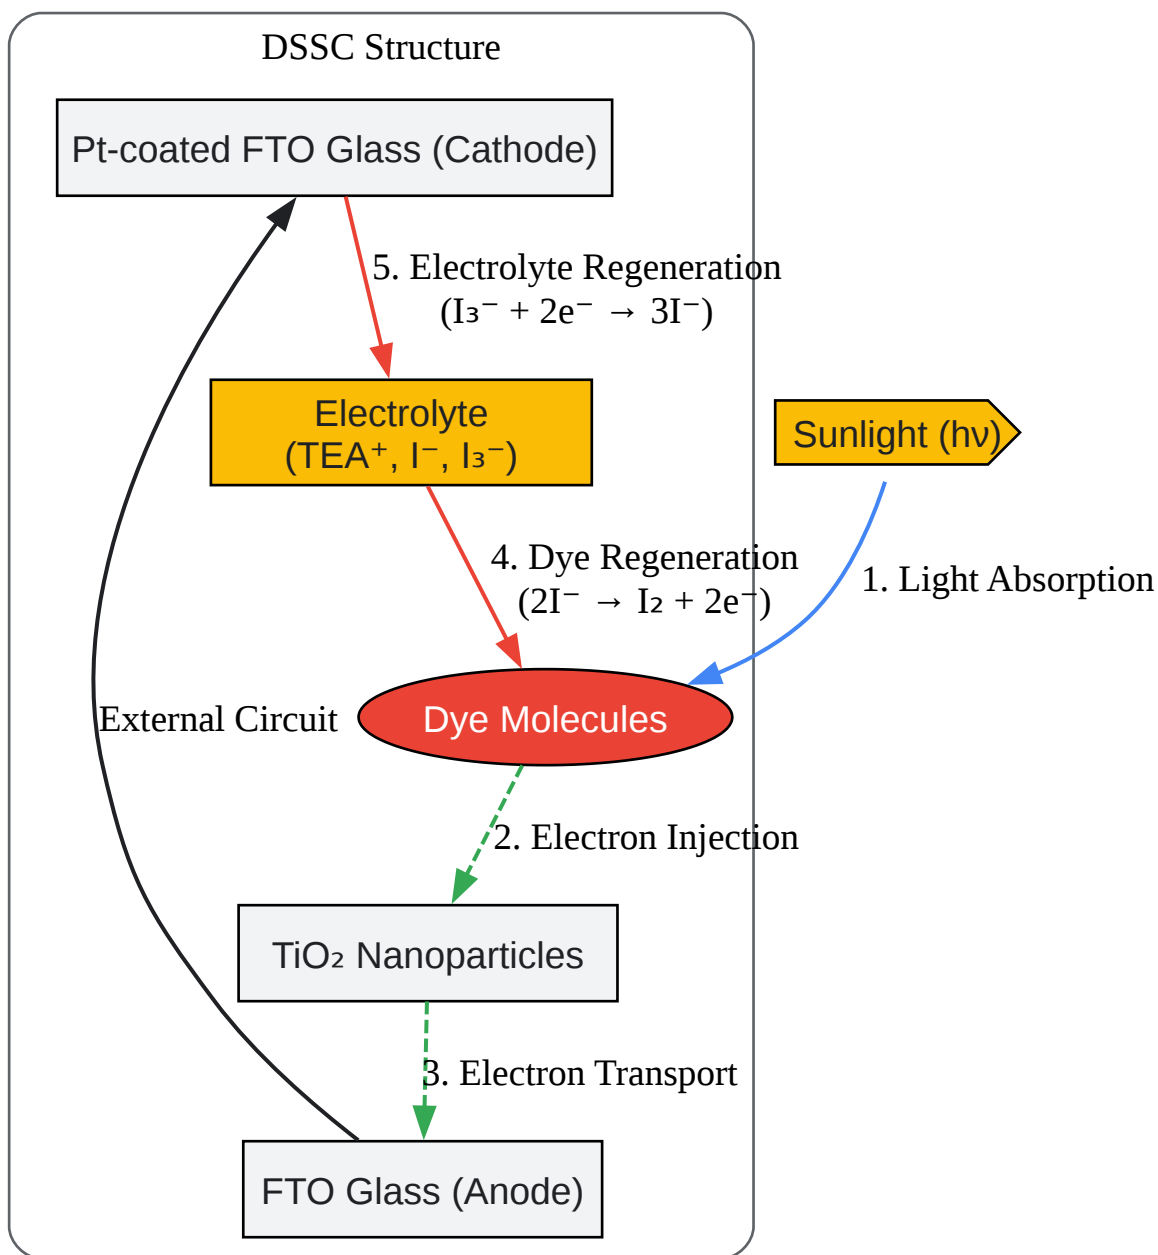 DSSC Structure
Pt-coated FTO Glass (Cathode)
5. Electrolyte Regeneration
(I₃⁻ + 2e⁻ → 3I⁻)
Electrolyte
(TEA⁺, I⁻, I₃⁻)
Sunlight (hν)
4. Dye Regeneration
(2I⁻ → I₂ + 2e⁻)
1. Light Absorption
External Circuit
Dye Molecules
2. Electron Injection
TiO₂ Nanoparticles
3. Electron Transport
FTO Glass (Anode)